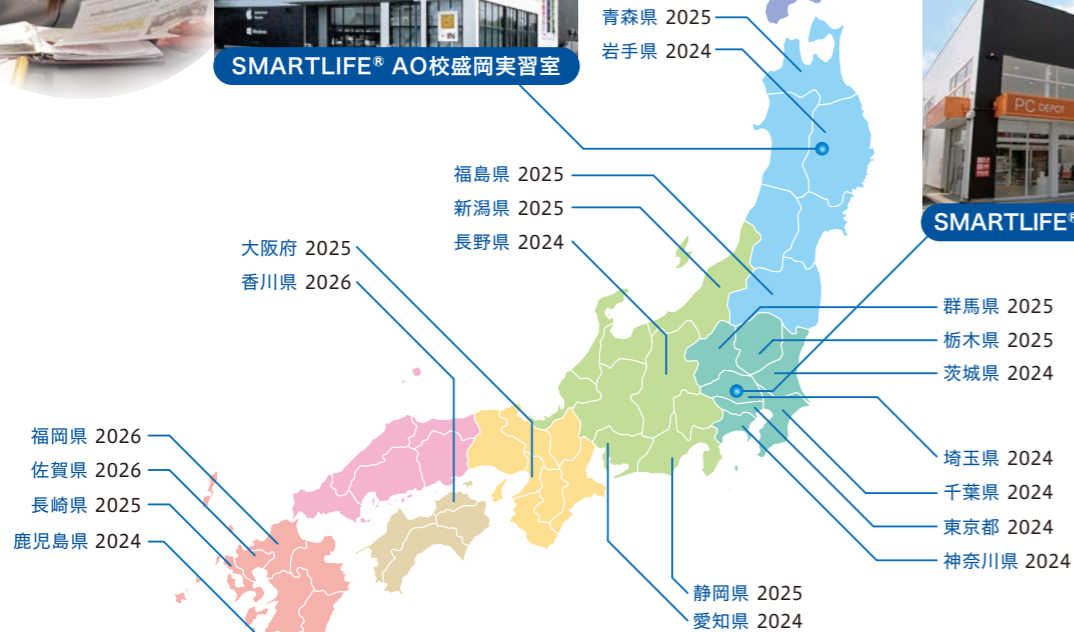 Windows
SMARTLIFE® AO校盛岡実習室
青森県 2025
岩手県 2024
PC DEPOT
福島県 2025
新潟県 2025
長野県 2024
SMARTLIFE®
大阪府 2025
香川県 2026
群馬県 2025
栃木県 2025
茨城県 2024
福岡県 2026
佐賀県 2026
長崎県 2025
鹿児島県 2024
埼玉県 2024
千葉県 2024
東京都 2024
神奈川県 2024
静岡県 2025
愛知県 2024